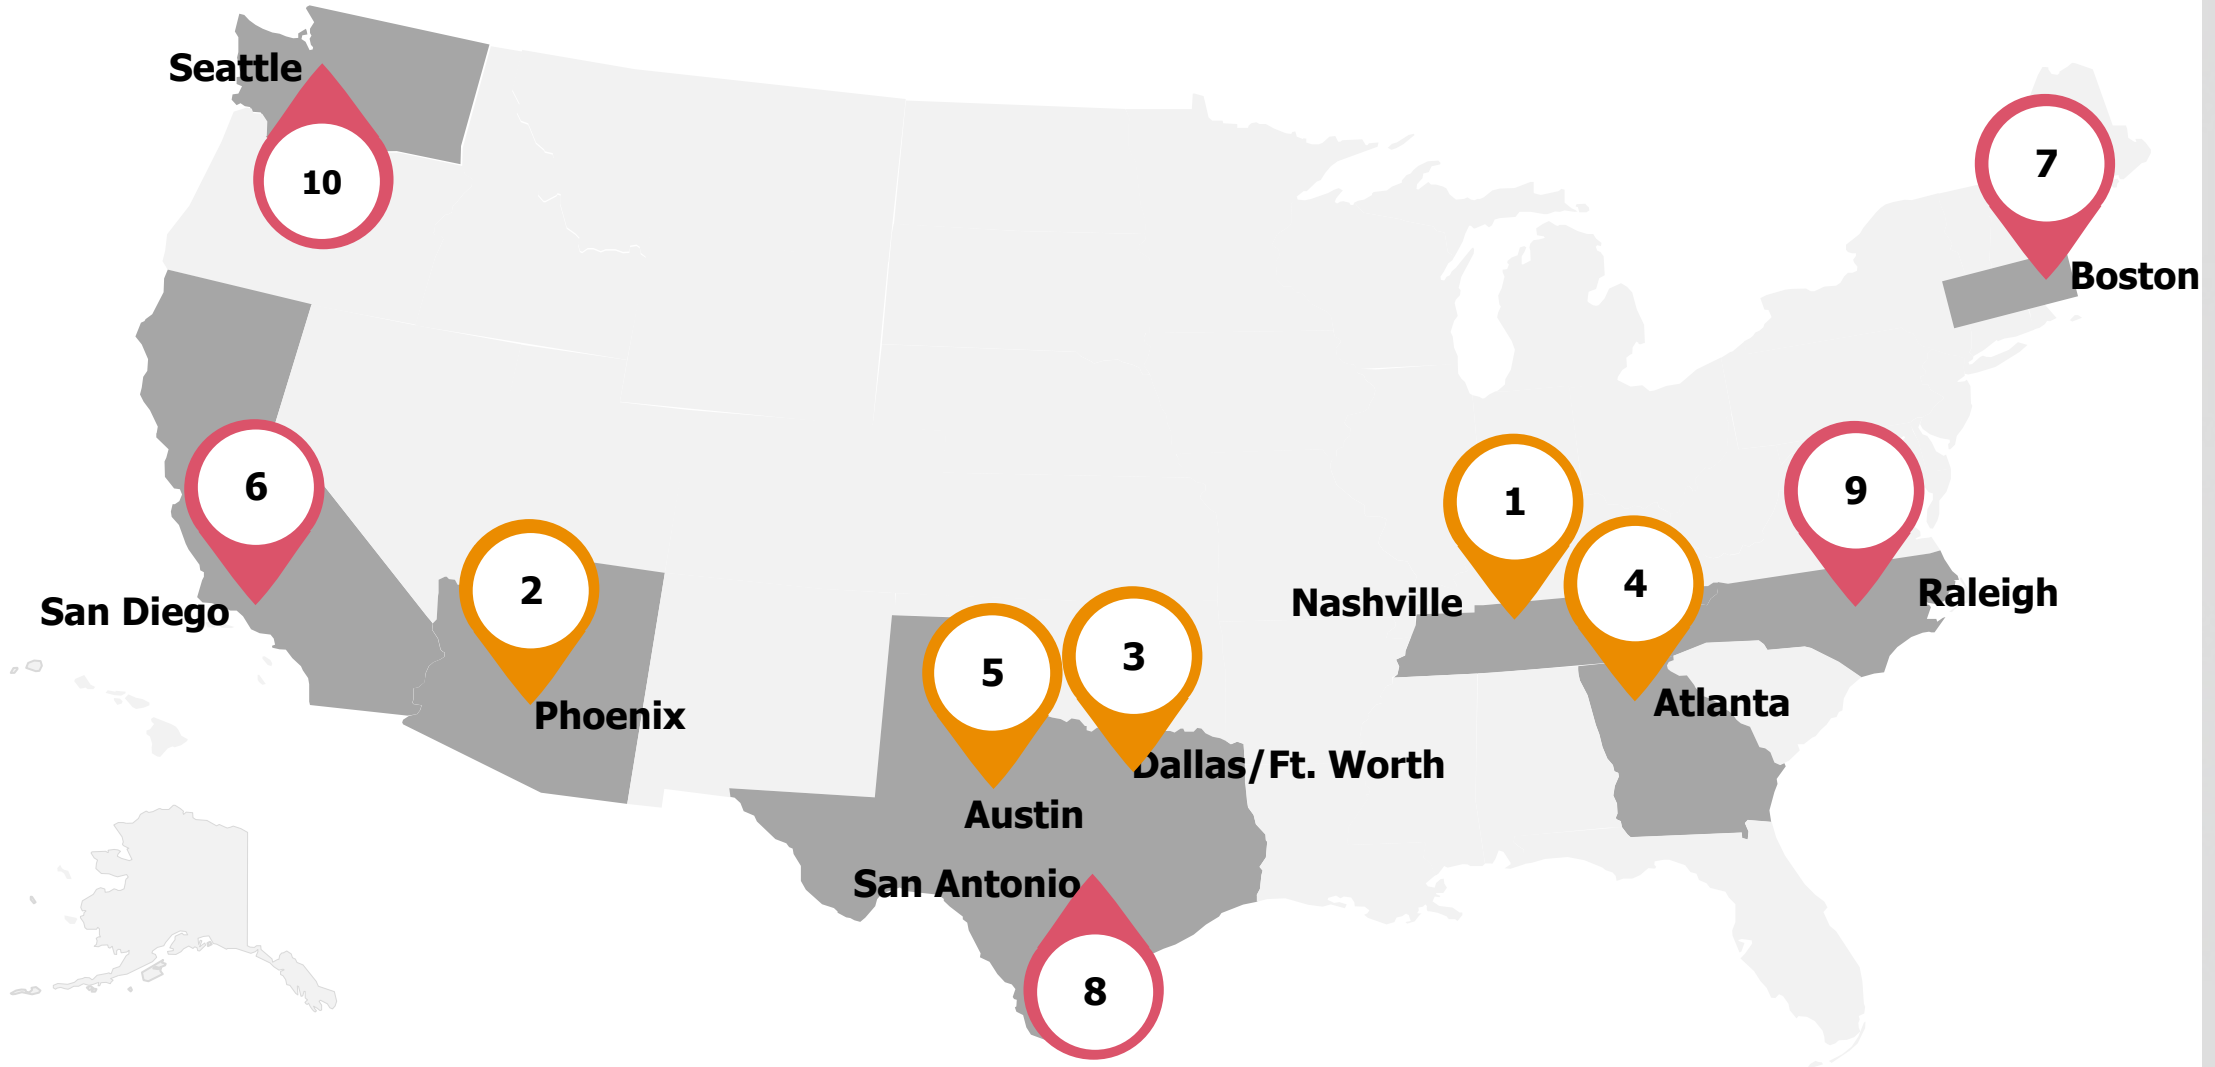 Seattle
10
7
Boston
6
San Diego
2
Phoenix
5
Austin
3
Dallas/Ft. Worth
1
Nashville
4
Atlanta
9
Raleigh
San Antonio
8